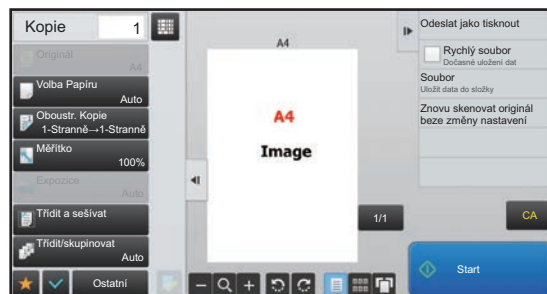 Kopie
1
Originál
A4
Volba Papíru
Auto
Oboustr. Kopie
1-Stranně→1-Stranně
Měřítko
100%
Expozice
Auto
Třídit a sešívat
Třídit/skupinovat
Auto
Ostatní
A4
A4
Image
1/1
Odeslat jako tisknout
Rychlý soubor
Dočasné uložení dat
Soubor
Uložit data do složky
Znovu skenovat originál
beze změny nastavení
CA
Start